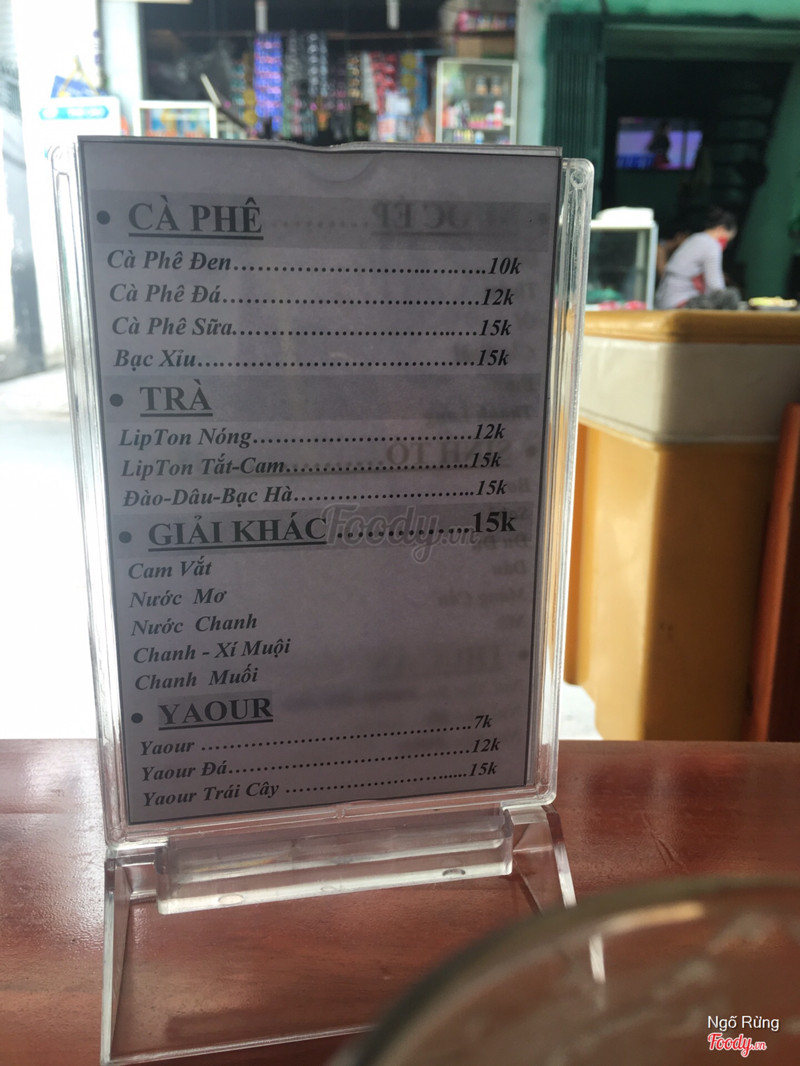 • CÀ PHÊ
Cà Phê Đen..............................10k
Cà Phê Đá..............................12k
Cà Phê Sữa..............................15k
Bạc Xỉu..............................15k
• TRÀ
LipTon Nóng..............................12k
LipTon Tắt-Cam..............................15k
Đào-Dâu-Bạc Hà..............................15k
• GIẢI KHÁC..............................15k
Cam Vắt
Nước Mơ
Nước Chanh
Chanh - Xí Muội
Chanh Muối
• YAOUR
Yaour ..............................7k
Yaour Đá..............................12k
Yaour Trái Cây ..............................15k
Foody.vn
Ngố Rừng
Foody.vn